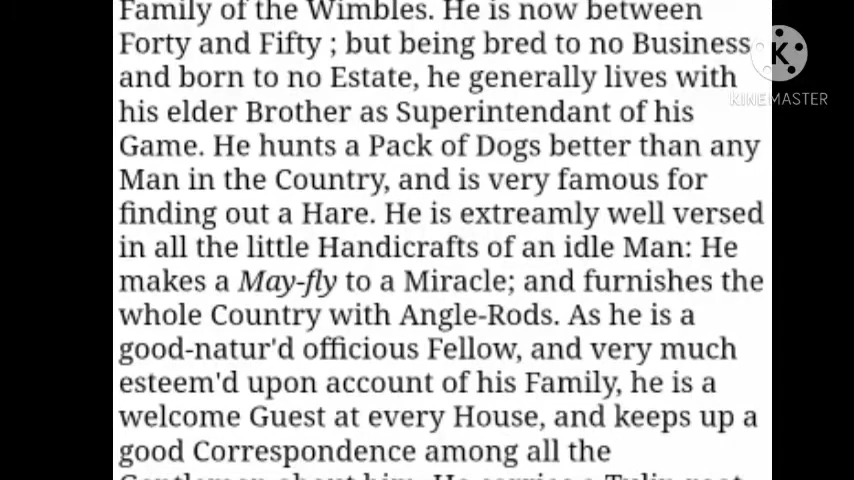 Family of the Wimbles. He is now between
Forty and Fifty ; but being bred to no Business
and born to no Estate, he generally lives with
his elder Brother as Superintendant of his
Game. He hunts a Pack of Dogs better than any
Man in the Country, and is very famous for
finding out a Hare. He is extreamly well versed
in all the little Handicrafts of an idle Man: He
makes a May-fly to a Miracle; and furnishes the
whole Country with Angle-Rods. As he is a
good-natur'd officious Fellow, and very much
esteem'd upon account of his Family, he is a
welcome Guest at every House, and keeps up a
good Correspondence among all the
K
KINEMASTER